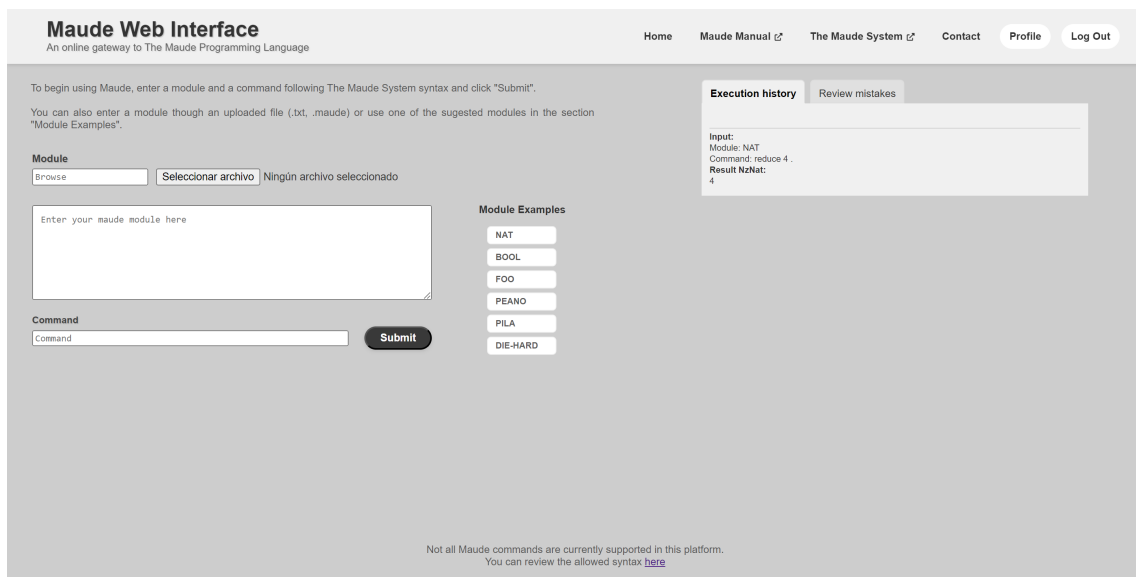 Maude Web Interface
An online gateway to The Maude Programming Language
Home Maude Manual The Maude System Contact Profile Log Out
To begin using Maude, enter a module and a command following The Maude System syntax and click "Submit".
You can also enter a module though an uploaded file (.txt, .maude) or use one of the sugested modules in the section
"Module Examples".
Module
Browse Seleccionar archivo Ningún archivo seleccionado
Enter your maude module here
Command
Command Submit
Module Examples
NAT
BOOL
FOO
PEANO
PILA
DIE-HARD
Execution history Review mistakes
Input:
Module: NAT
Command: reduce 4 .
Result NzNat:
4
Not all Maude commands are currently supported in this platform.
You can review the allowed syntax here